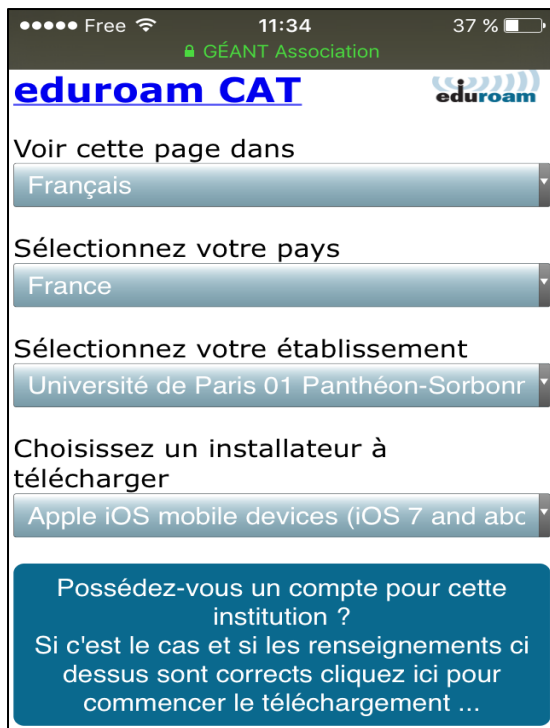 ●●●●● Free 11:34 37 %
GÉANT Association
eduroam CAT
eduroam
Voir cette page dans
Français
Sélectionnez votre pays
France
Sélectionnez votre établissement
Université de Paris 01 Panthéon-Sorbonr
Choisissez un installateur à
télécharger
Apple iOS mobile devices (iOS 7 and abc
Possédez-vous un compte pour cette
institution ?
Si c'est le cas et si les renseignements ci
dessus sont corrects cliquez ici pour
commencer le téléchargement ...